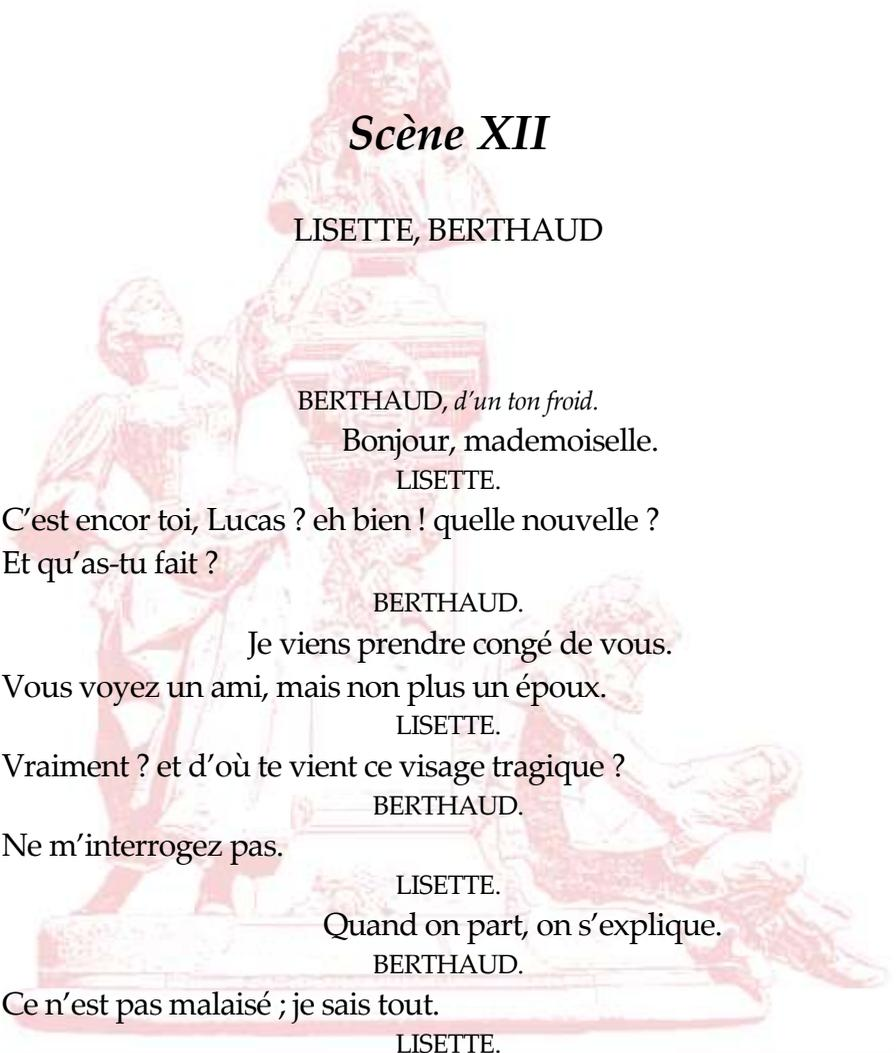 Scène XII
LISETTE, BERTHAUD
BERTHAUD, d’un ton froid.
Bonjour, mademoiselle.
LISETTE.
C’est encor toi, Lucas ? eh bien ! quelle nouvelle ?
Et qu’as-tu fait ?
BERTHAUD.
Je viens prendre congé de vous.
Vous voyez un ami, mais non plus un époux.
LISETTE.
Vraiment ? et d’où te vient ce visage tragique ?
BERTHAUD.
Ne m’interrogez pas.
LISETTE.
Quand on part, on s’explique.
BERTHAUD.
Ce n’est pas malaisé ; je sais tout.
LISETTE.